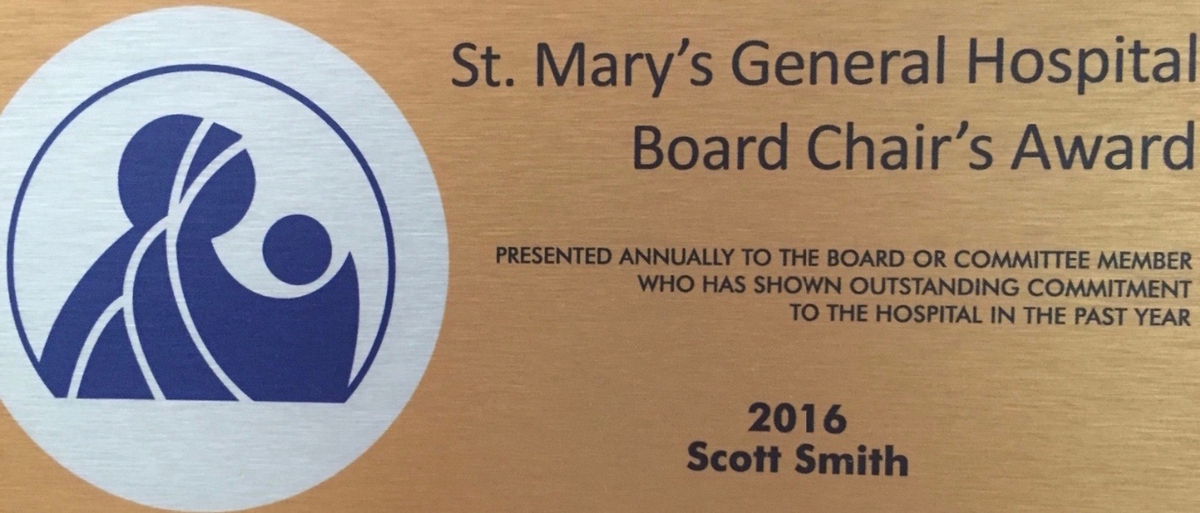 St. Mary's General Hospital
Board Chair's Award
PRESENTED ANNUALLY TO THE BOARD OR COMMITTEE MEMBER
WHO HAS SHOWN OUTSTANDING COMMITMENT
TO THE HOSPITAL IN THE PAST YEAR
2016
Scott Smith